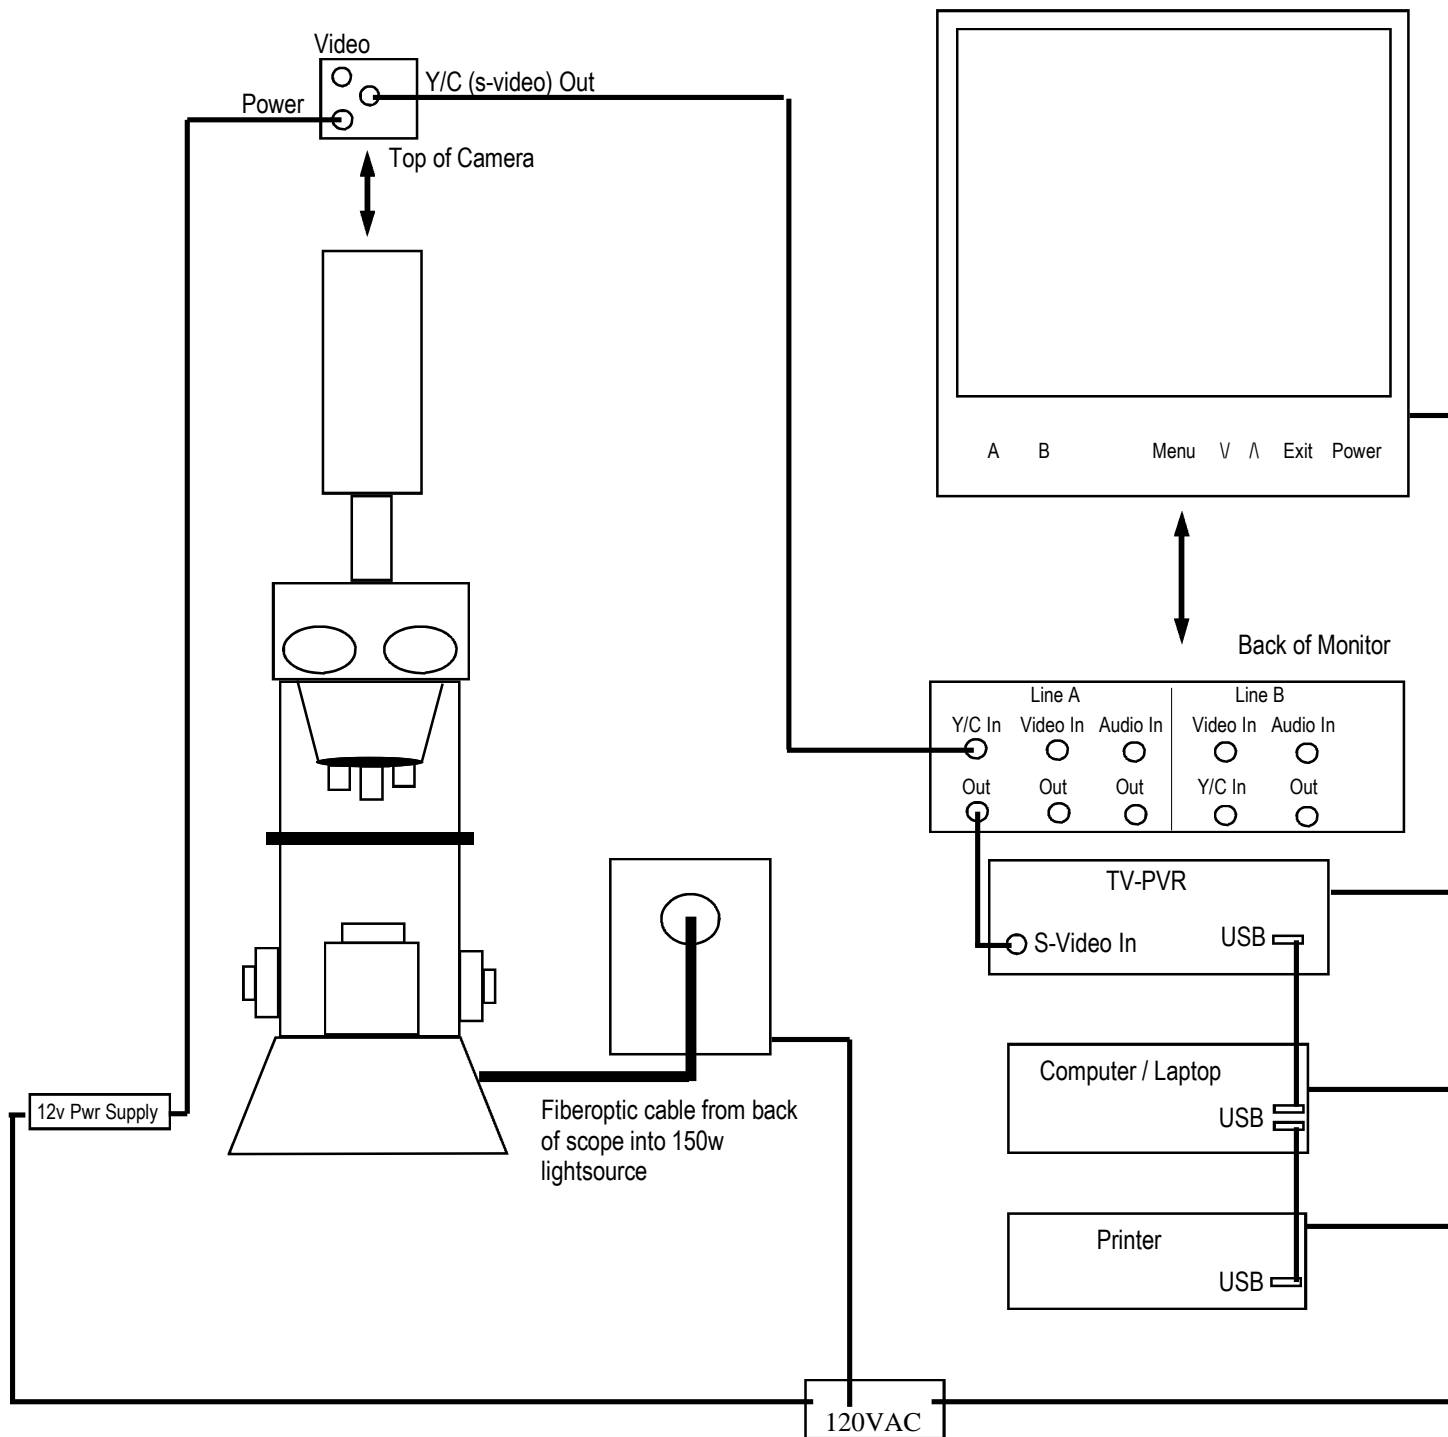 Video
Y/C (s-video) Out
Power
Top of Camera
A B Menu \/ /\ Exit Power
Back of Monitor
Line A Line B
Y/C In Video In Audio In Video In Audio In
Out Out Out Y/C In Out
TV-PVR
S-Video In USB
Computer / Laptop
USB
12v Pwr Supply
Fiberoptic cable from back
of scope into 150w
lightsource
Printer
USB
120VAC